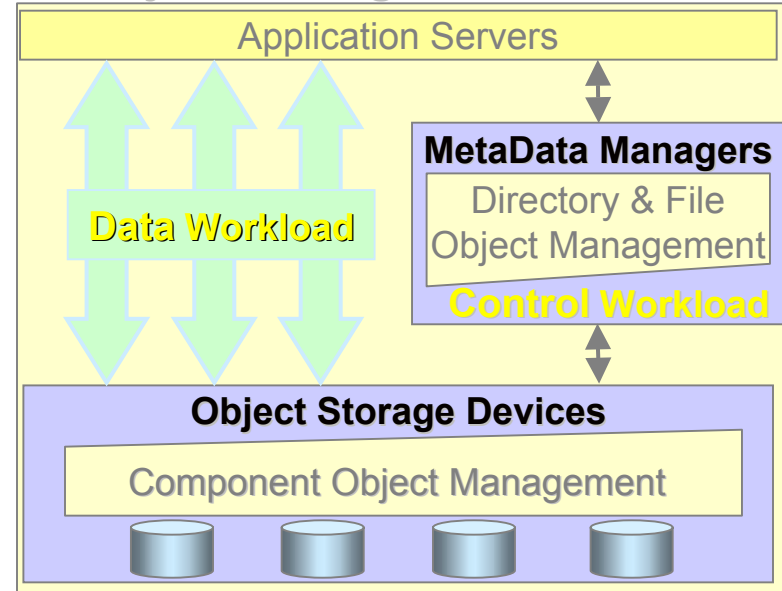 Application Servers
MetaData Managers
Directory & File
Object Management
Data Workload
Control Workload
Object Storage Devices
Component Object Management